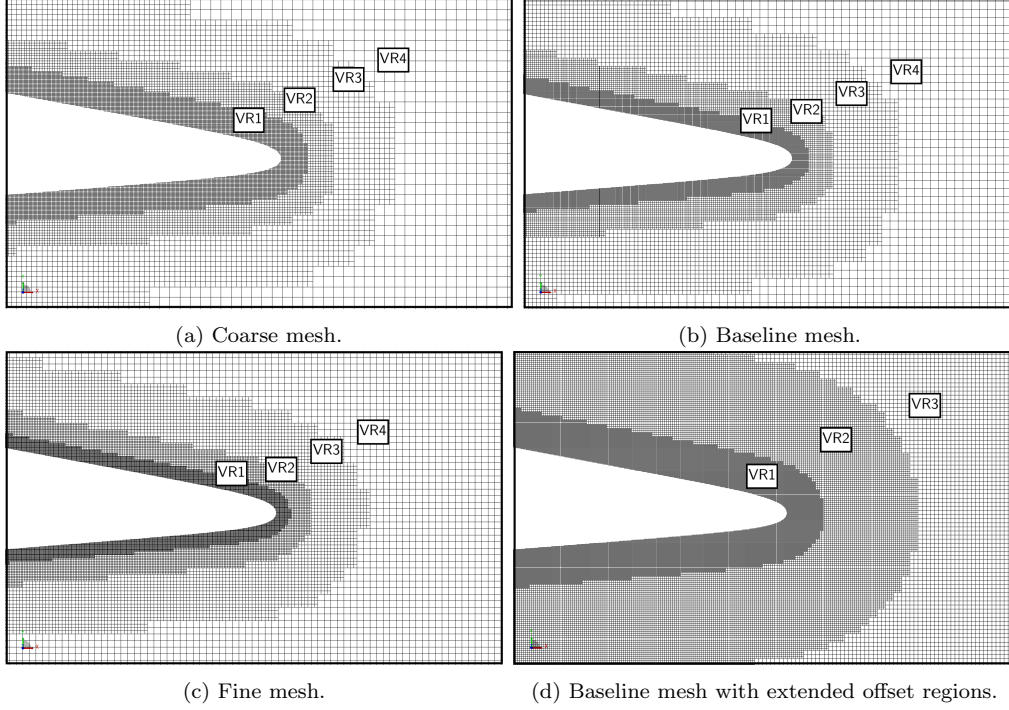 VR4
VR3
VR2
VR1
VR4
VR3
VR2
VR1
(a) Coarse mesh.
(b) Baseline mesh.
VR4
VR3
VR2
VR1
VR3
VR2
VR1
(c) Fine mesh.
(d) Baseline mesh with extended offset regions.